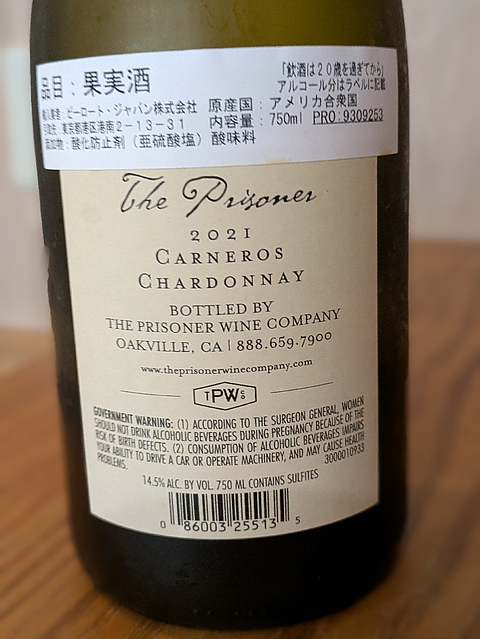 品目：果実酒
「飲酒は20歳を過ぎてから」
アルコール分はラベルに記載
輸入業者：ピーロート・ジャパン株式会社 原産国：アメリカ合衆国
東京都港区港南2－13－31 内容量：750ml PRO:9309253
添加物：酸化防止剤（亜硫酸塩）酸味料
The Prisoner
2021
CARNEROS
CHARDONNAY
BOTTLED BY
THE PRISONER WINE COMPANY
OAKVILLE, CA | 888.659.7900
www.theprisonerwinecompany.com
TPWCo
GOVERNMENT WARNING: (1) ACCORDING TO THE SURGEON GENERAL, WOMEN
SHOULD NOT DRINK ALCOHOLIC BEVERAGES DURING PREGNANCY BECAUSE OF THE
RISK OF BIRTH DEFECTS. (2) CONSUMPTION OF ALCOHOLIC BEVERAGES IMPAIRS
YOUR ABILITY TO DRIVE A CAR OR OPERATE MACHINERY, AND MAY CAUSE HEALTH
PROBLEMS. 3000010933
14.5% ALC. BY VOL. 750 ML CONTAINS SULFITES
0 86003 25513 5